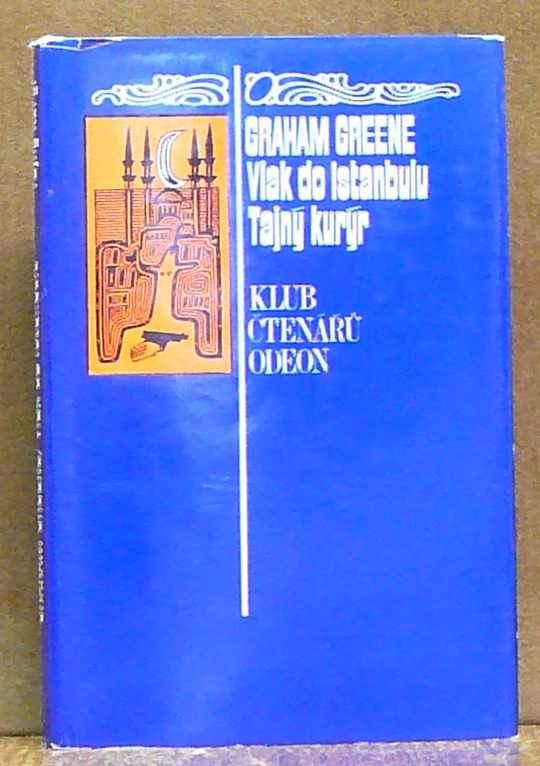 GRAHAM GREENE
Vlak do Istanbulu
Tajný kurýr
KLUB
ČTENÁŘŮ
ODEON